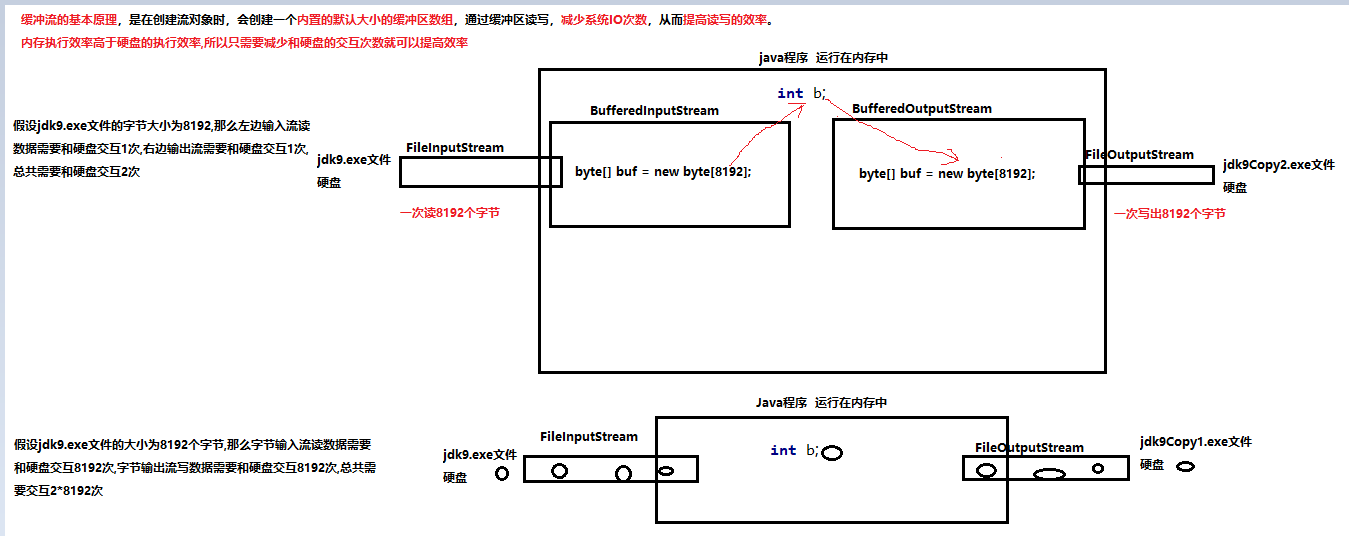 缓冲流的基本原理，是在创建流对象时，会创建一个内置的默认大小的缓冲区数组，通过缓冲区读写，减少系统IO次数，从而提高读写的效率。
内存执行效率高于硬盘的执行效率,所以只需要减少和硬盘的交互次数就可以提高效率
java程序 运行在内存中
int b;
BufferedInputStream
BufferedOutputStream
假设jdk9.exe文件的字节大小为8192,那么左边输入流读
数据需要和硬盘交互1次,右边输出流需要和硬盘交互1次,
总共需要和硬盘交互2次
FileInputStream
jdk9.exe文件
硬盘
byte[] buf = new byte[8192];
byte[] buf = new byte[8192];
FileOutputStream
jdk9Copy2.exe文件
硬盘
一次读8192个字节
一次写出8192个字节
Java程序 运行在内存中
假设jdk9.exe文件的大小为8192个字节,那么字节输入流读数据需要
和硬盘交互8192次,字节输出流写数据需要和硬盘交互8192次,总共需
要交互2*8192次
FileInputStream
jdk9.exe文件
硬盘
int b;
FileOutputStream
jdk9Copy1.exe文件
硬盘